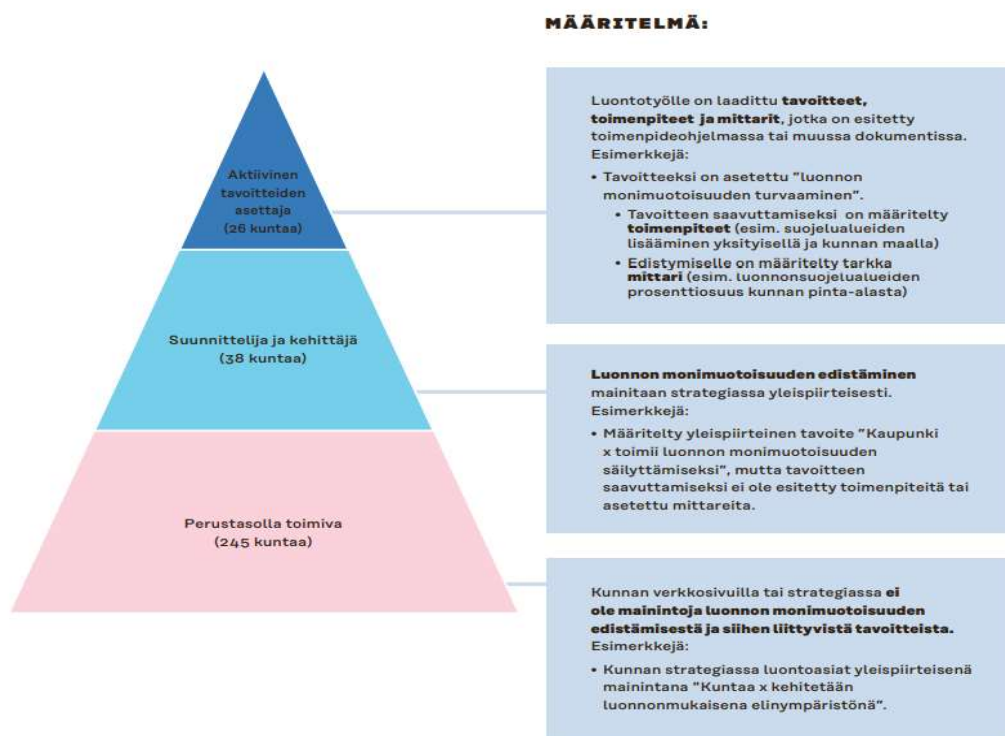 MÄÄRITELMÄ:
Aktiivinen
tavoitteiden
asettaja
(26 kuntaa)
Luontotyölle on laadittu tavoitteet,
toimenpiteet ja mittarit, jotka on esitetty
toimenpideohjelmassa tai muussa dokumentissa.
Esimerkkejä:
• Tavoitteeksi on asetettu "luonnon
monimuotoisuuden turvaaminen".
• Tavoitteen saavuttamiseksi on määritelty
toimenpiteet (esim. suojelualueiden
lisääminen yksityisellä ja kunnan maalla)
• Edistymiselle on määritelty tarkka
mittari (esim. luonnonsuojelualueiden
prosenttiosuus kunnan pinta-alasta)
Suunnittelija ja kehittäjä
(38 kuntaa)
Luonnon monimuotoisuuden edistäminen
mainitaan strategiassa yleispiirteisesti.
Esimerkkejä:
• Määritelty yleispiirteinen tavoite "Kaupunki
x toimii luonnon monimuotoisuuden
säilyttämiseksi", mutta tavoitteen
saavuttamiseksi ei ole esitetty toimenpiteitä tai
asetettu mittareita.
Perustasolla toimiva
(245 kuntaa)
Kunnan verkkosivuilla tai strategiassa ei
ole mainintoja luonnon monimuotoisuuden
edistämisestä ja siihen liittyvistä tavoitteista.
Esimerkkejä:
• Kunnan strategiassa luontoasiat yleispiirteisenä
mainintana "Kuntaa x kehitetään
luonnonmukaisena elinympäristönä".